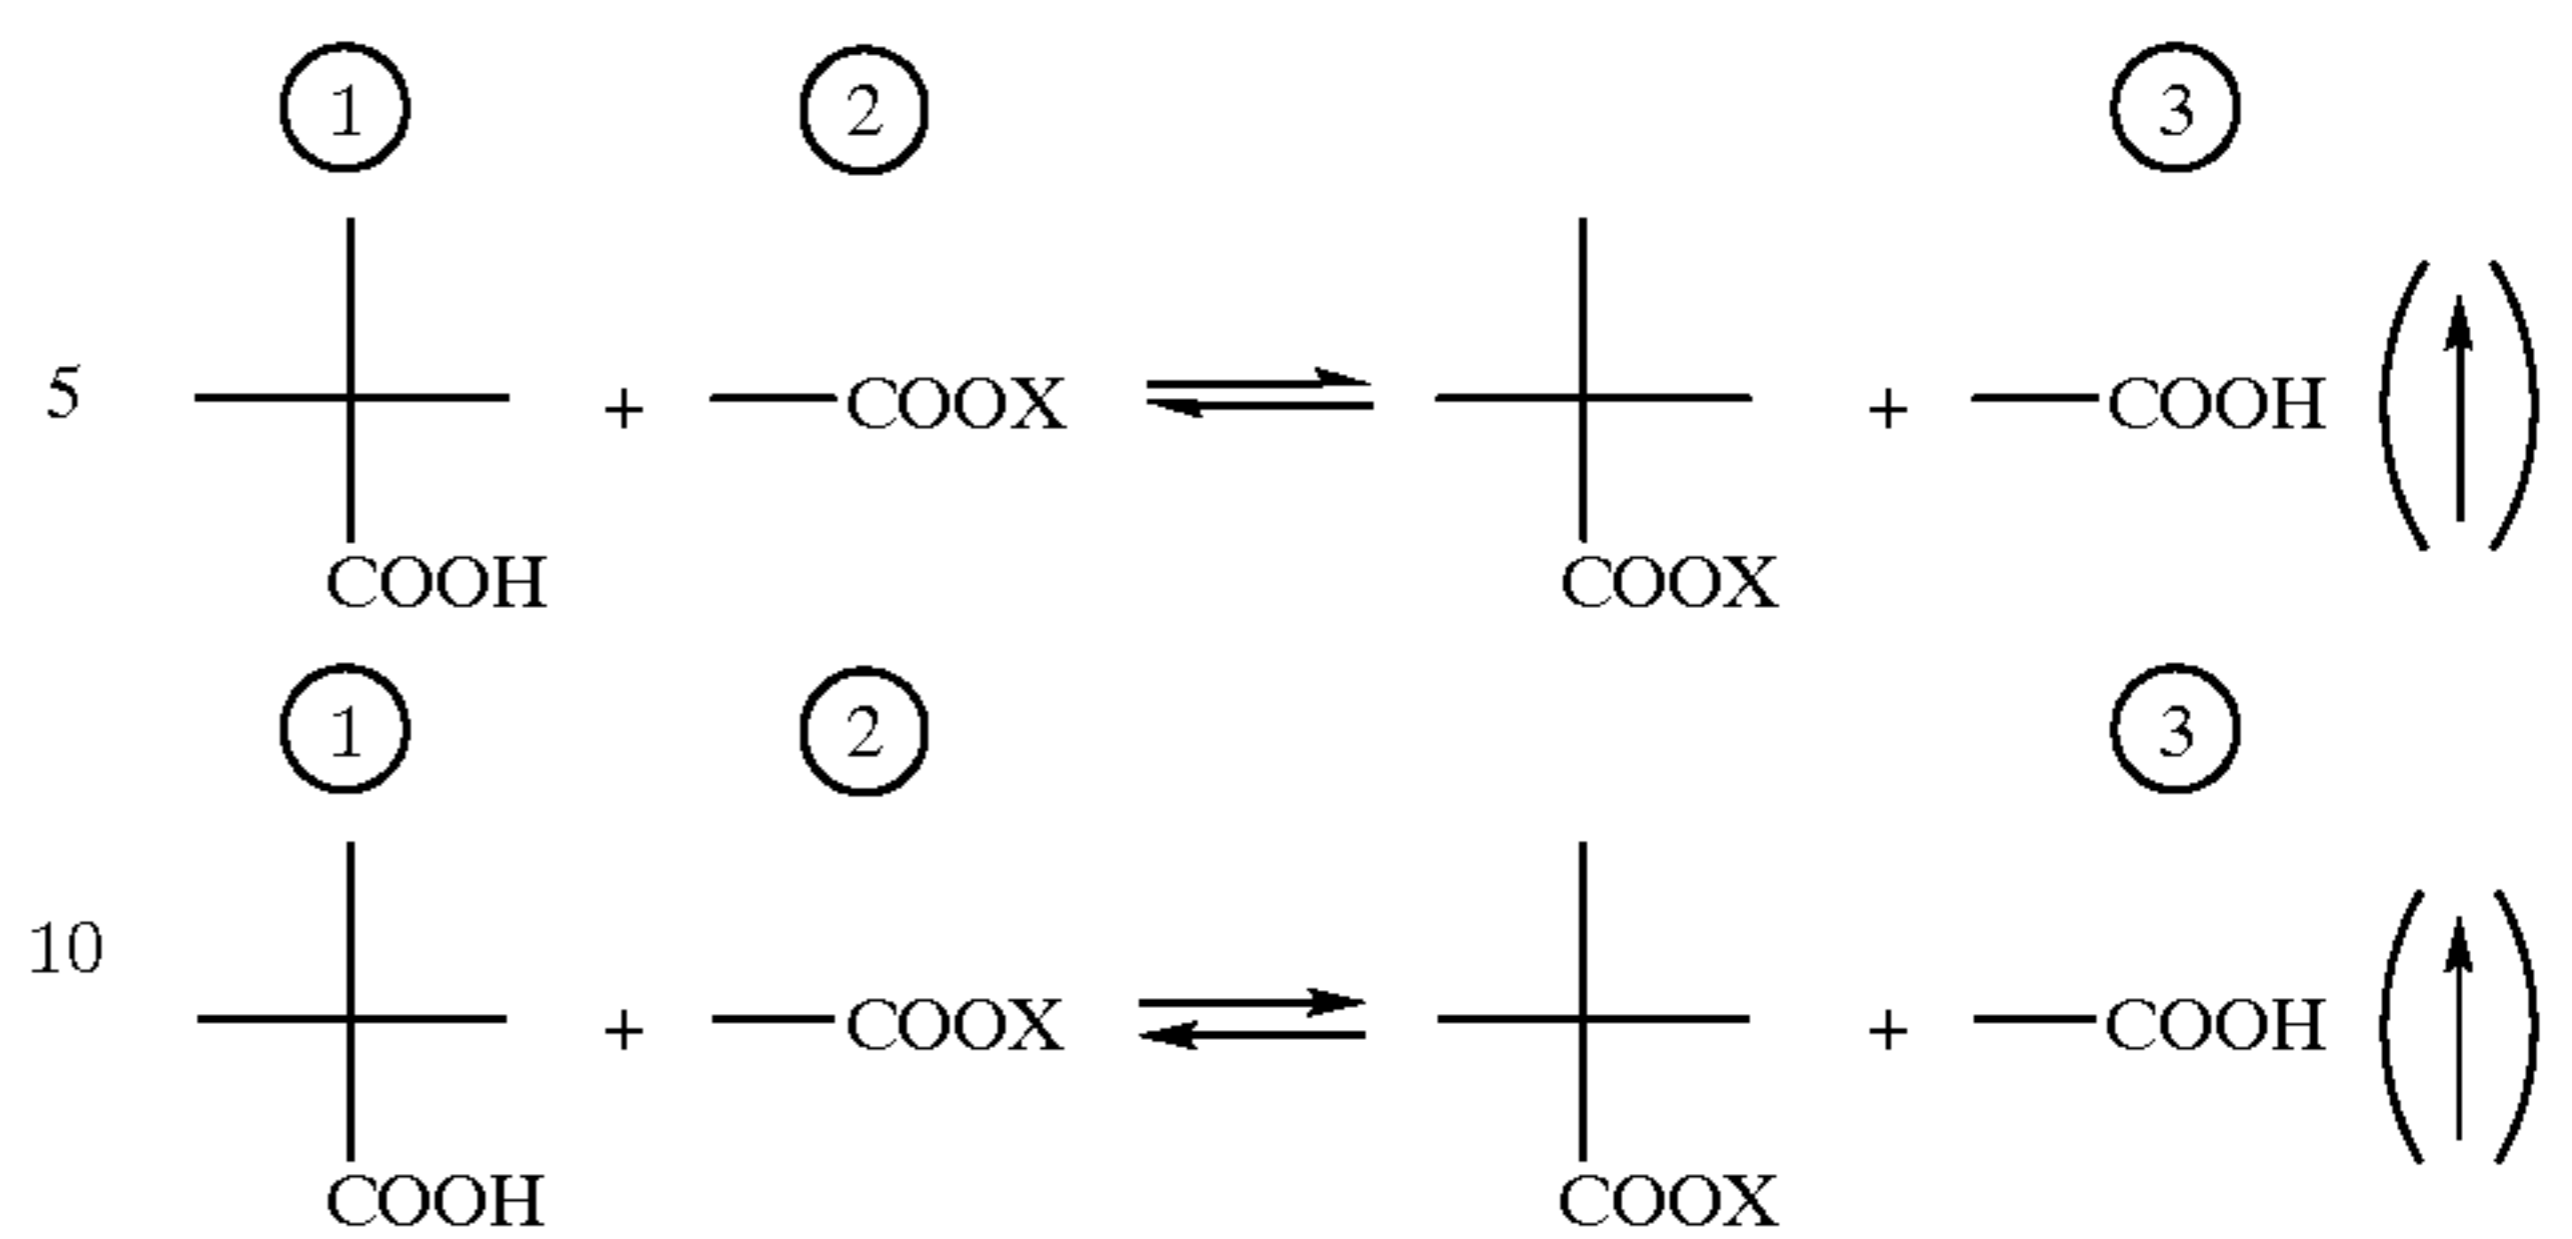 ① ② ③
5 + —COOX ⇌ + —COOH (↑)
COOH COOX
① ② ③
10 + —COOX ⇌ + —COOH (↑)
COOH COOX